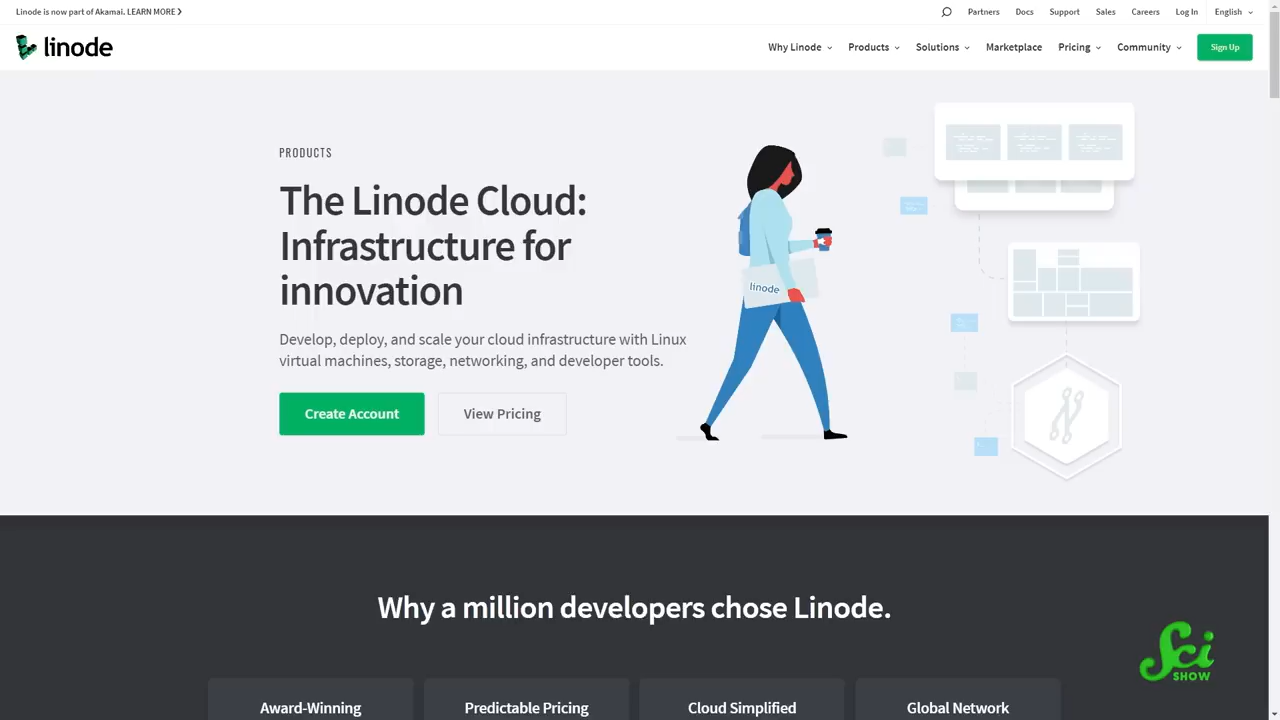 Linode is now part of Akamai. LEARN MORE
Partners
Docs
Support
Sales
Careers
Log In
English
linode
Why Linode
Products
Solutions
Marketplace
Pricing
Community
Sign Up
PRODUCTS
The Linode Cloud:
Infrastructure for
innovation
Develop, deploy, and scale your cloud infrastructure with Linux
virtual machines, storage, networking, and developer tools.
Create Account
View Pricing
linode
Why a million developers chose Linode.
Award-Winning
Predictable Pricing
Cloud Simplified
Global Network
Sci
SHOW